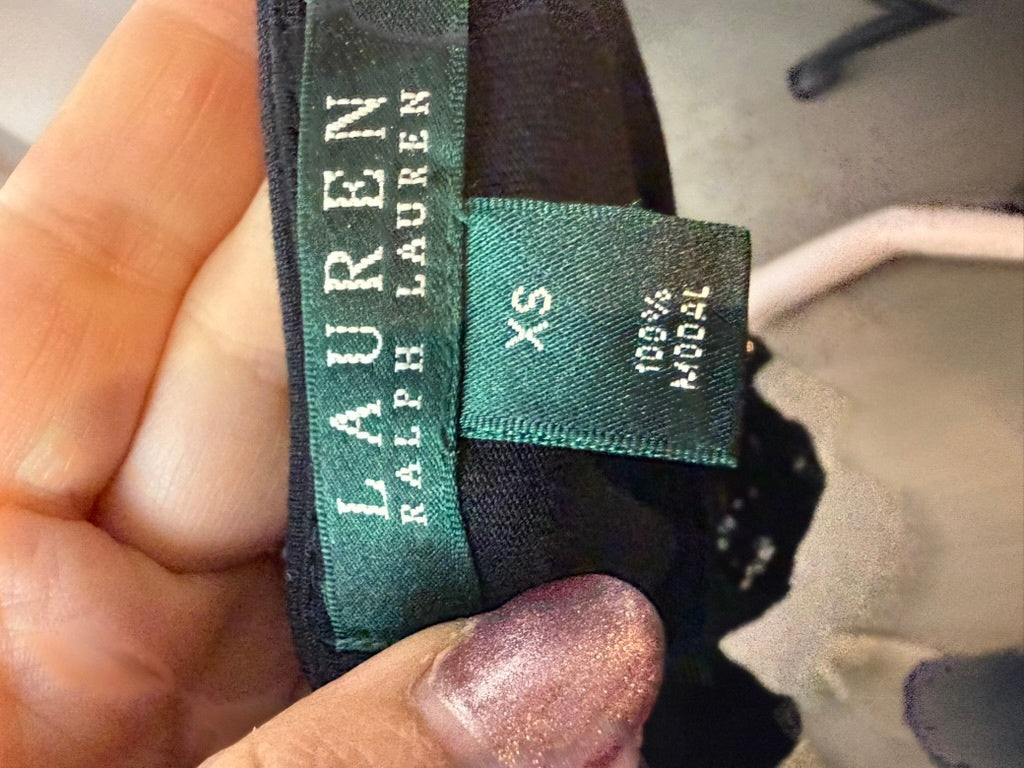 LAUREN
RALPH LAUREN
XS
100%
MODAL